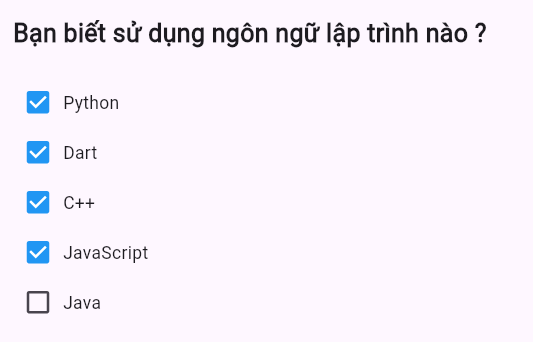 Bạn biết sử dụng ngôn ngữ lập trình nào ?
Python
Dart
C++
JavaScript
Java